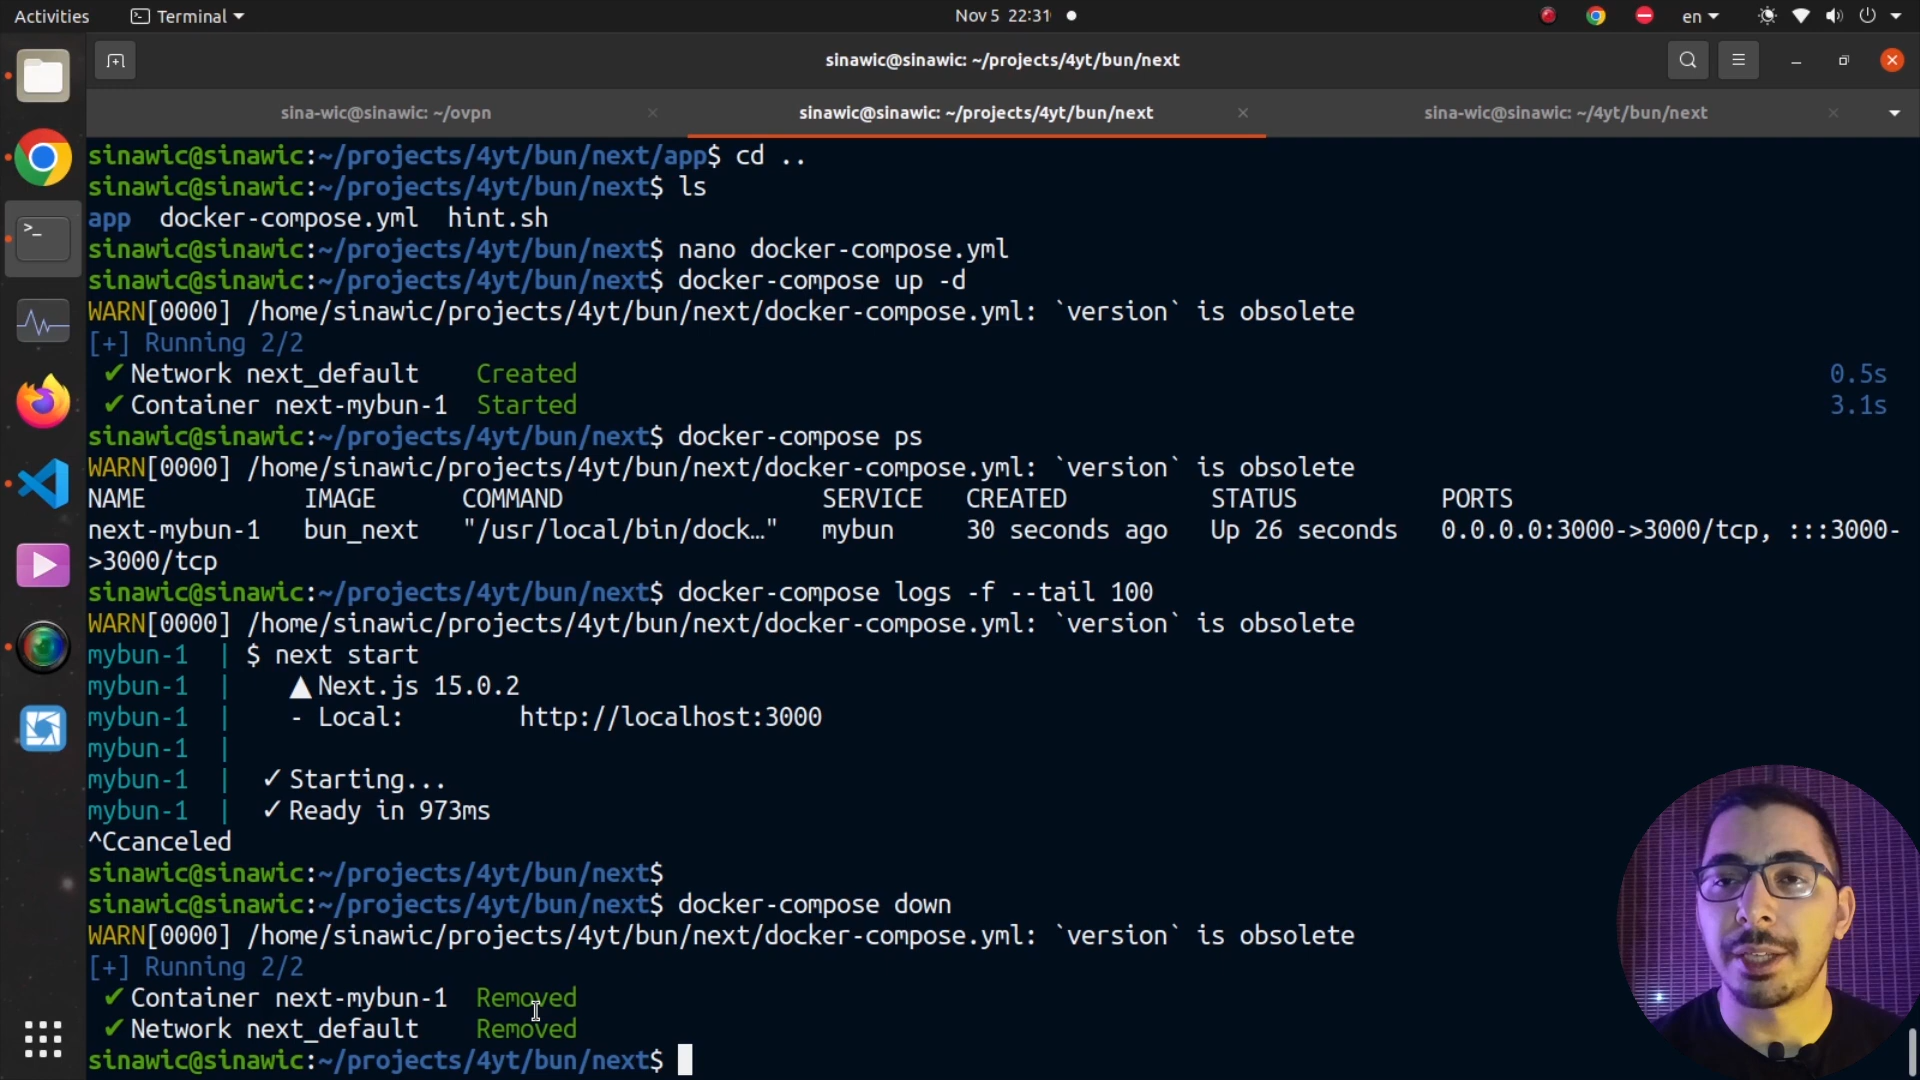 Activities
Terminal
Nov 5 22:31
en
sinawic@sinawic: ~/projects/4yt/bun/next
sina-wic@sinawic: ~/ovpn
sinawic@sinawic: ~/projects/4yt/bun/next
sina-wic@sinawic: ~/4yt/bun/next
sinawic@sinawic:~/projects/4yt/bun/next/app$ cd ..
sinawic@sinawic:~/projects/4yt/bun/next$ ls
app  docker-compose.yml  hint.sh
sinawic@sinawic:~/projects/4yt/bun/next$ nano docker-compose.yml
sinawic@sinawic:~/projects/4yt/bun/next$ docker-compose up -d
WARN[0000] /home/sinawic/projects/4yt/bun/next/docker-compose.yml: `version` is obsolete
[+] Running 2/2
✔ Network next_default    Created    0.5s
✔ Container next-mybun-1  Started    3.1s
sinawic@sinawic:~/projects/4yt/bun/next$ docker-compose ps
WARN[0000] /home/sinawic/projects/4yt/bun/next/docker-compose.yml: `version` is obsolete
NAME           IMAGE      COMMAND                  SERVICE   CREATED          STATUS          PORTS
next-mybun-1   bun_next   "/usr/local/bin/dock…"   mybun     30 seconds ago   Up 26 seconds   0.0.0.0:3000->3000/tcp, :::3000-
>3000/tcp
sinawic@sinawic:~/projects/4yt/bun/next$ docker-compose logs -f --tail 100
WARN[0000] /home/sinawic/projects/4yt/bun/next/docker-compose.yml: `version` is obsolete
mybun-1  | $ next start
mybun-1  |    ▲ Next.js 15.0.2
mybun-1  |    - Local:        http://localhost:3000
mybun-1  |
mybun-1  |  ✓ Starting...
mybun-1  |  ✓ Ready in 973ms
^Ccanceled
sinawic@sinawic:~/projects/4yt/bun/next$
sinawic@sinawic:~/projects/4yt/bun/next$ docker-compose down
WARN[0000] /home/sinawic/projects/4yt/bun/next/docker-compose.yml: `version` is obsolete
[+] Running 2/2
✔ Container next-mybun-1  Removed
✔ Network next_default    Removed
sinawic@sinawic:~/projects/4yt/bun/next$